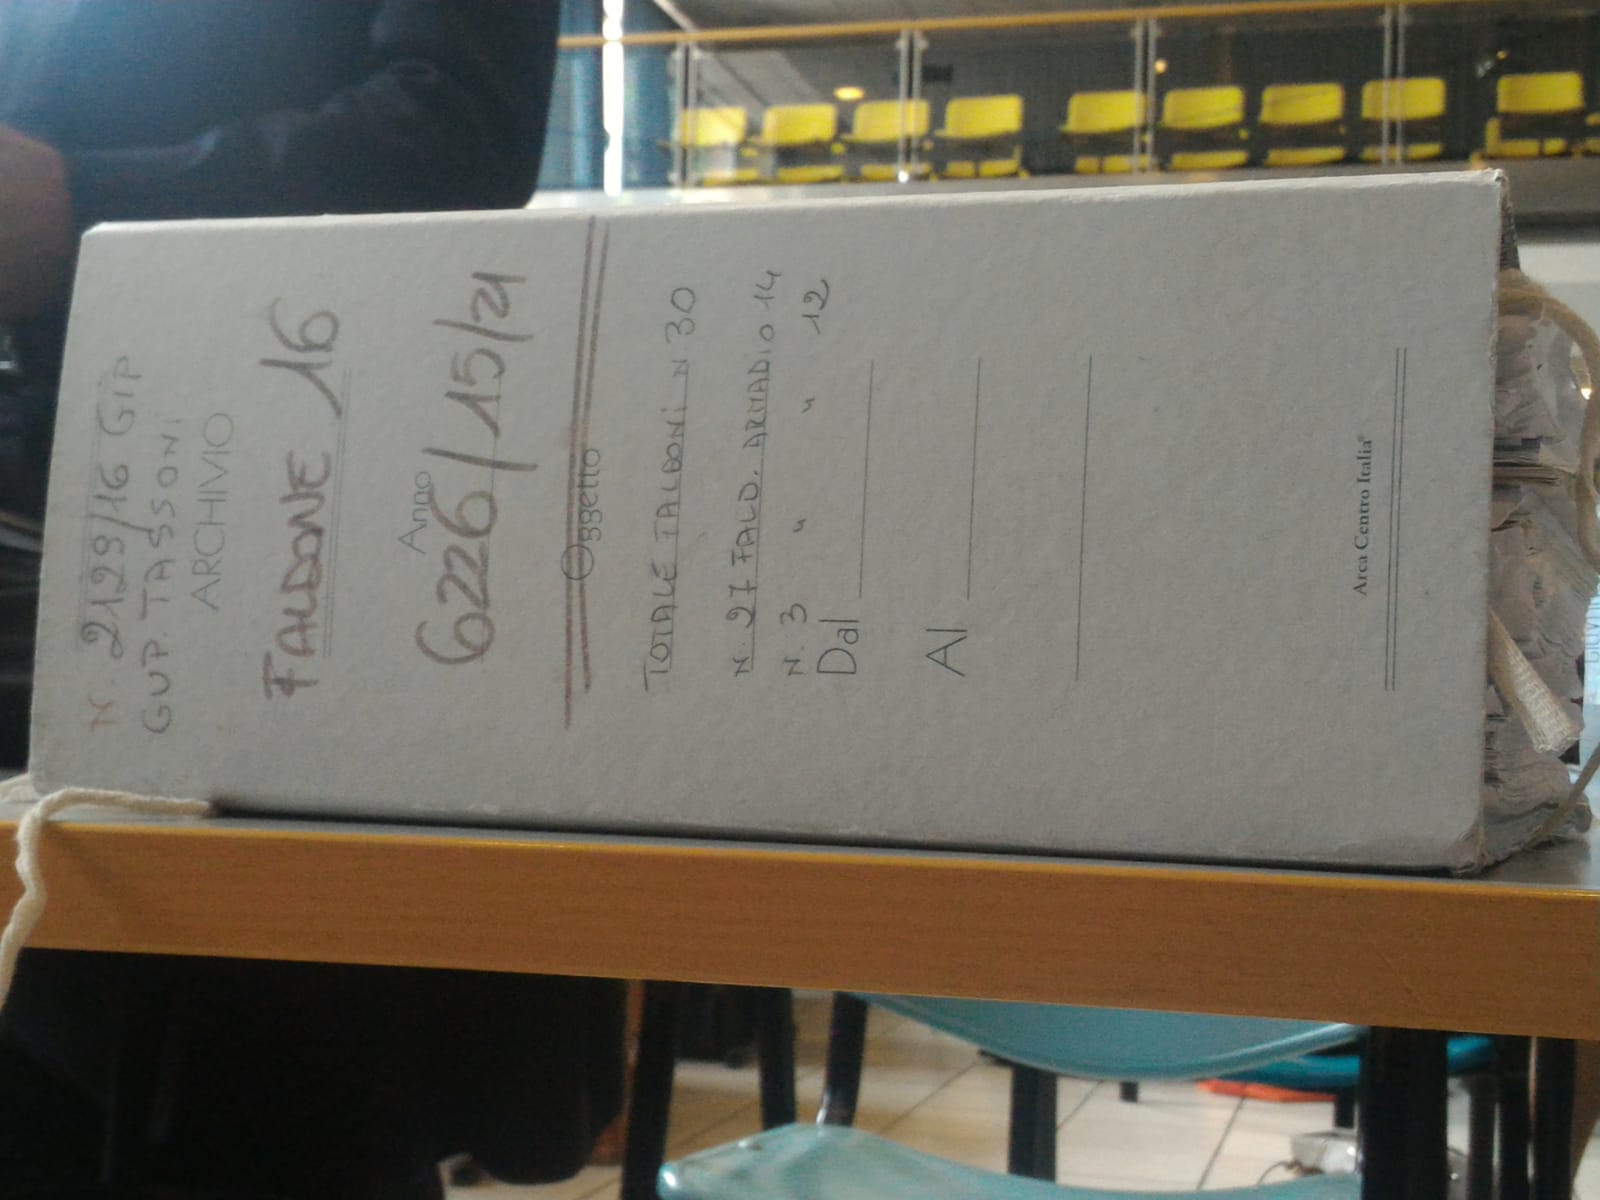 N. 2129/16 GIP
GUP. TASSONI
ARCHIVIO
FALDONE 16
Anno
6226/15/21
Oggetto
TOTALE FALDONI N 30
N. 27 FALD. ARMADIO 14
N. 3 " " 12
Dal
Al
Arca Centro Italia®